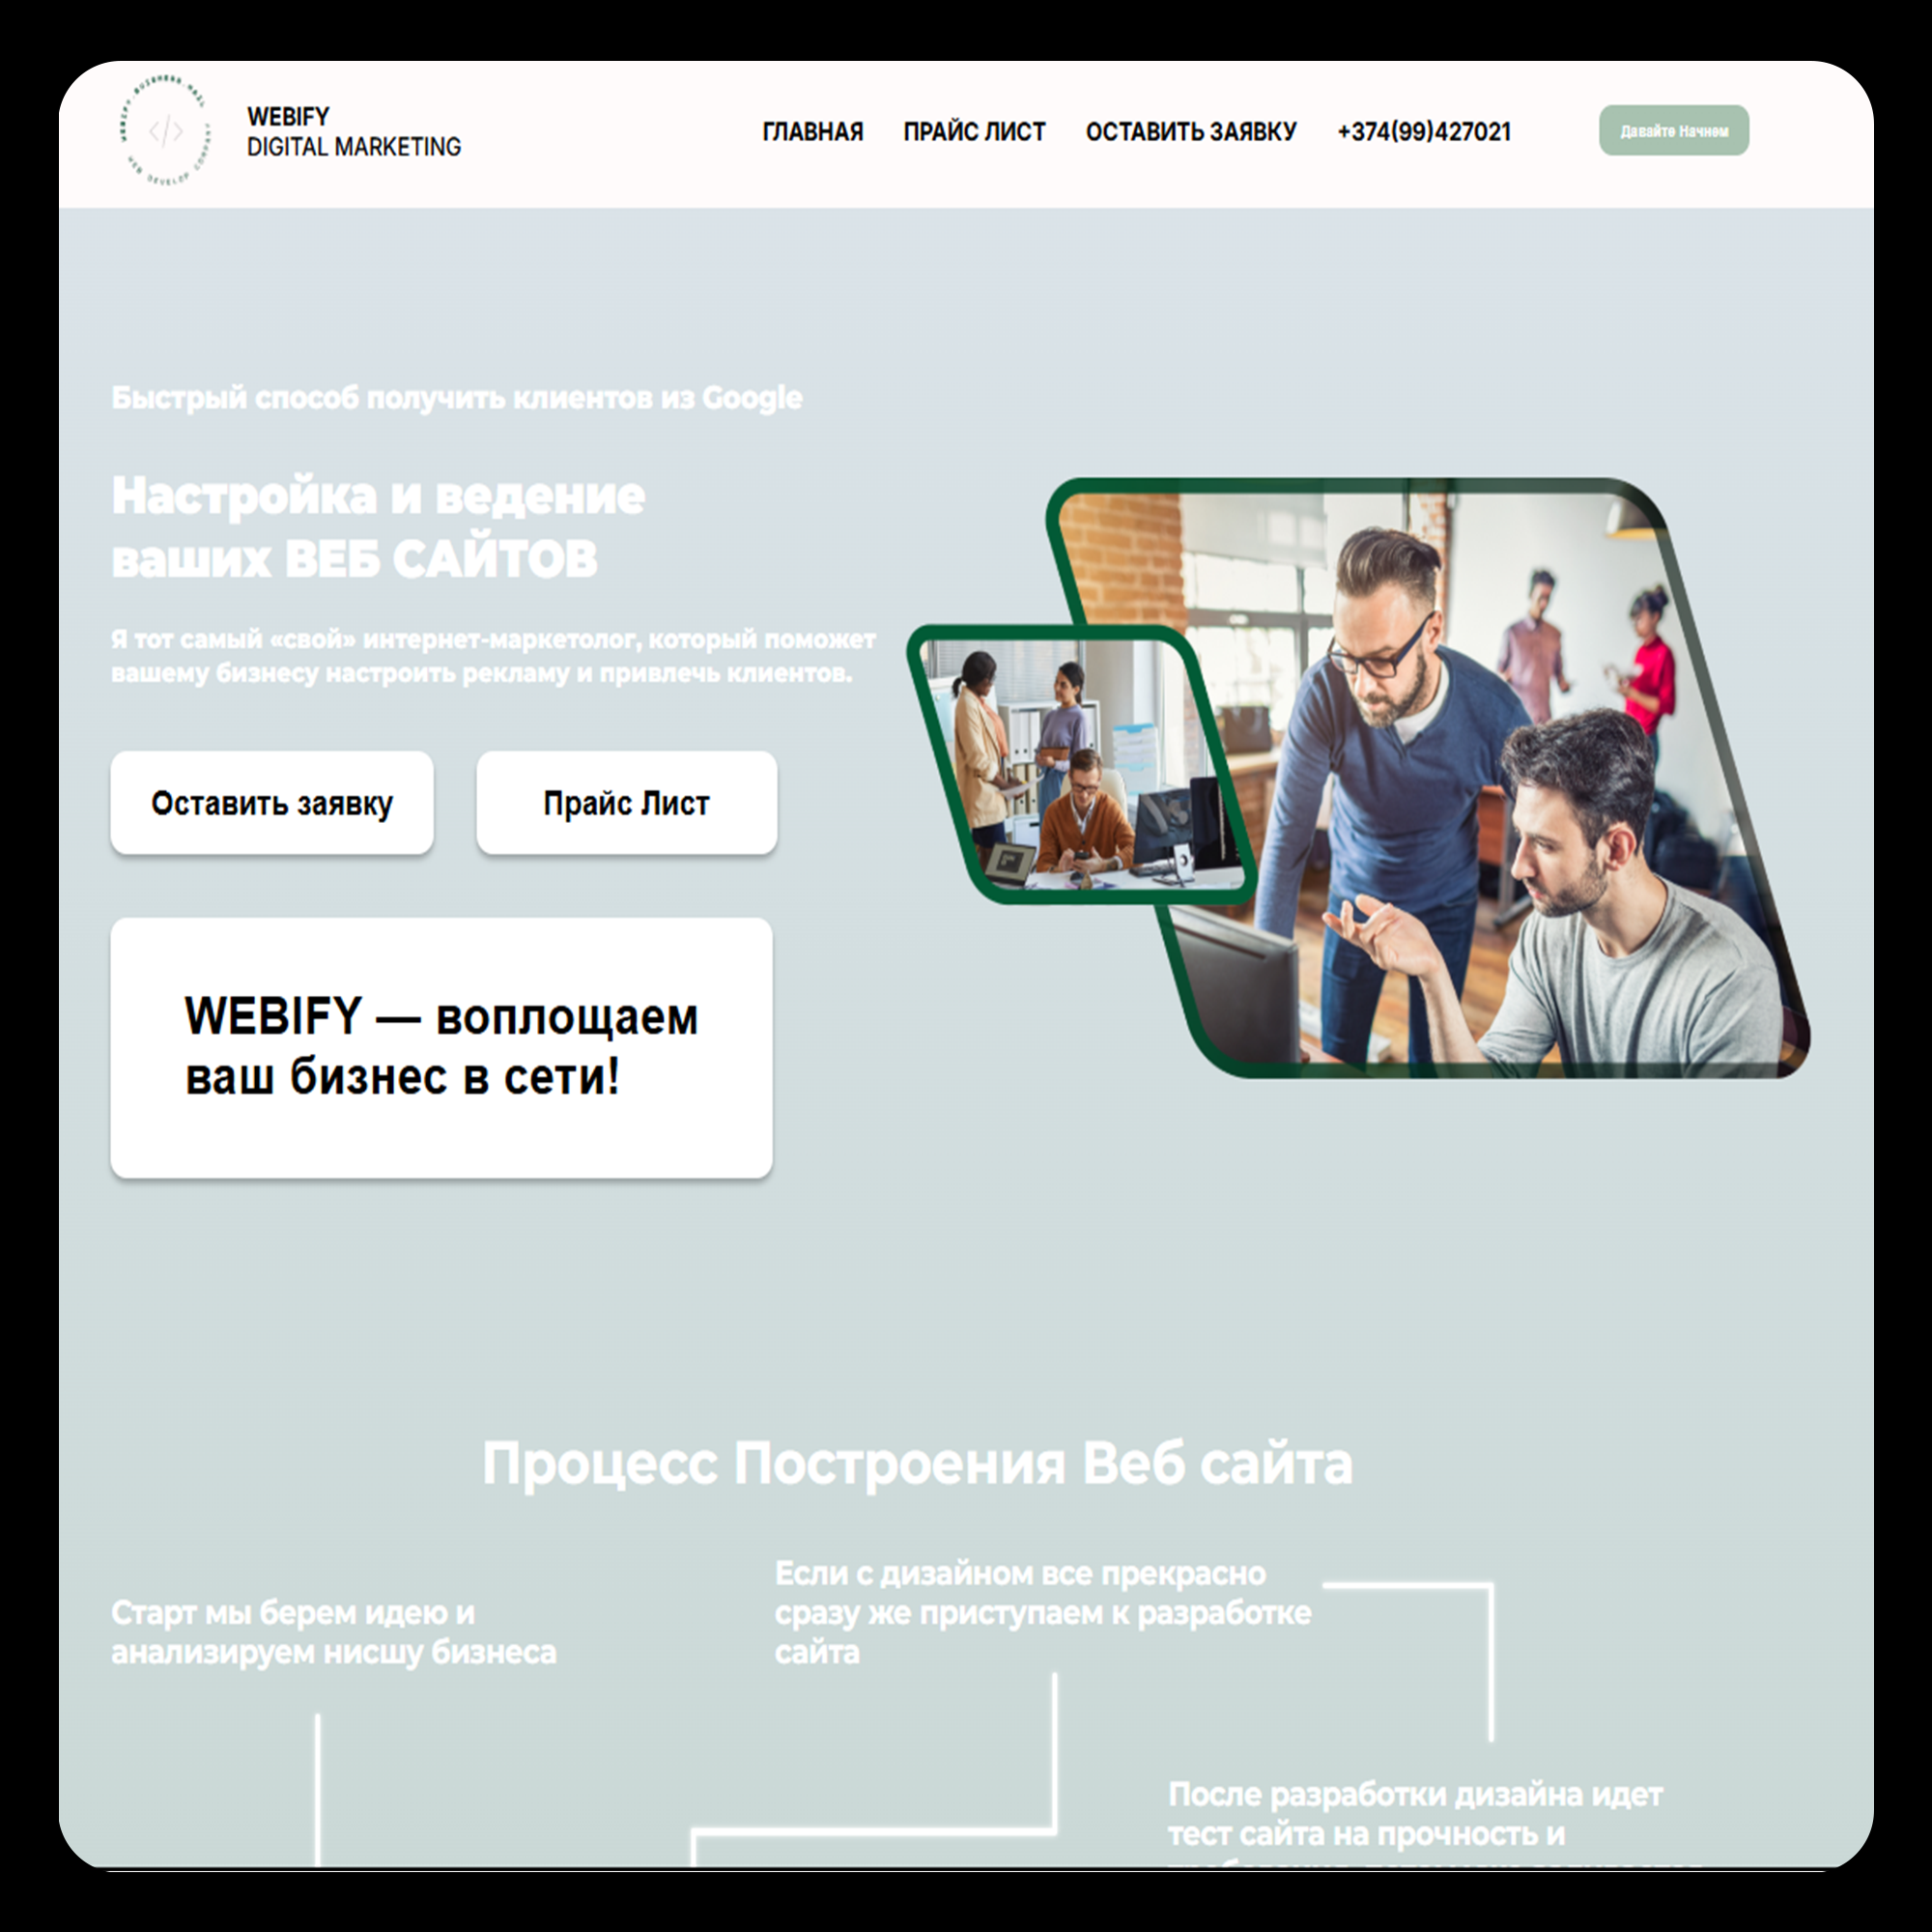 WEBIFY
DIGITAL MARKETING
ГЛАВНАЯ
ПРАЙС ЛИСТ
ОСТАВИТЬ ЗАЯВКУ
+374(99)427021
Давайте Начнем
Быстрый способ получить клиентов из Google
Настройка и ведение
ваших ВЕБ САЙТОВ
Я тот самый «свой» интернет-маркетолог, который поможет
вашему бизнесу настроить рекламу и привлечь клиентов.
Оставить заявку
Прайс Лист
WEBIFY — воплощаем
ваш бизнес в сети!
Процесс Построения Веб сайта
Старт мы берем идею и
анализируем нисшу бизнеса
Если с дизайном все прекрасно
сразу же приступаем к разработке
сайта
После разработки дизайна идет
тест сайта на прочность и